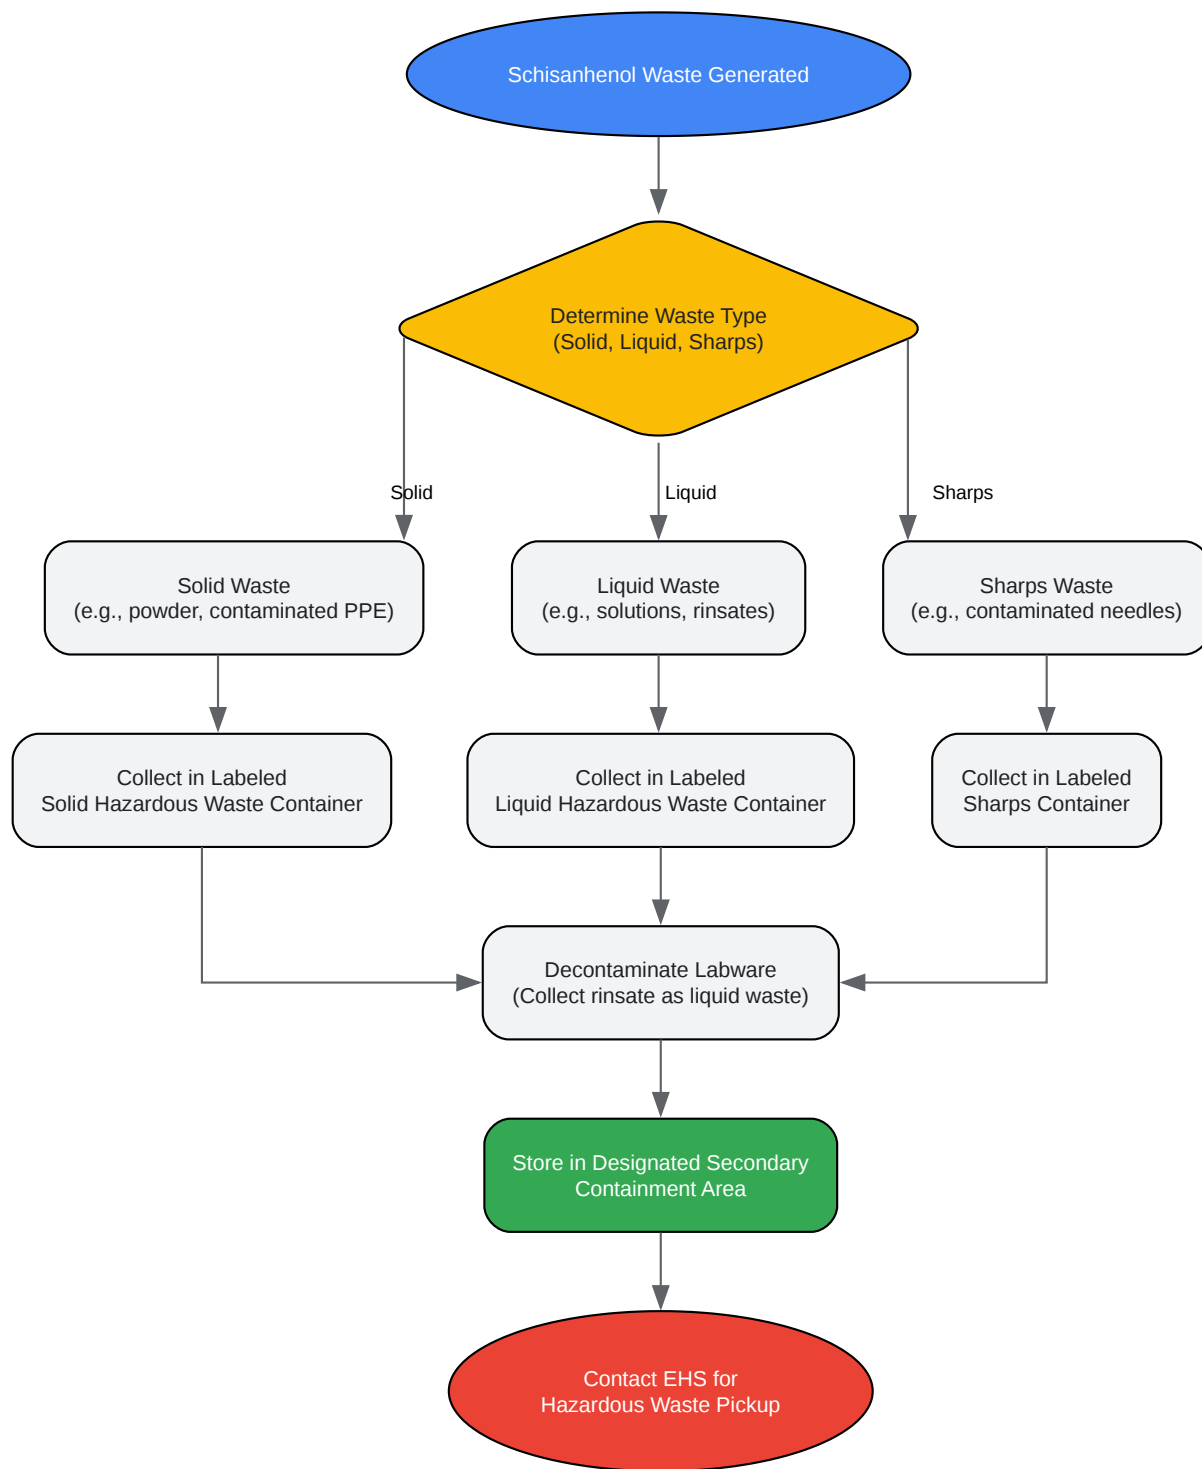 Schisanhenol Waste Generated
Determine Waste Type
(Solid, Liquid, Sharps)
Solid
Liquid
Sharps
Solid Waste
(e.g., powder, contaminated PPE)
Liquid Waste
(e.g., solutions, rinsates)
Sharps Waste
(e.g., contaminated needles)
Collect in Labeled
Solid Hazardous Waste Container
Collect in Labeled
Liquid Hazardous Waste Container
Collect in Labeled
Sharps Container
Decontaminate Labware
(Collect rinsate as liquid waste)
Store in Designated Secondary
Containment Area
Contact EHS for
Hazardous Waste Pickup